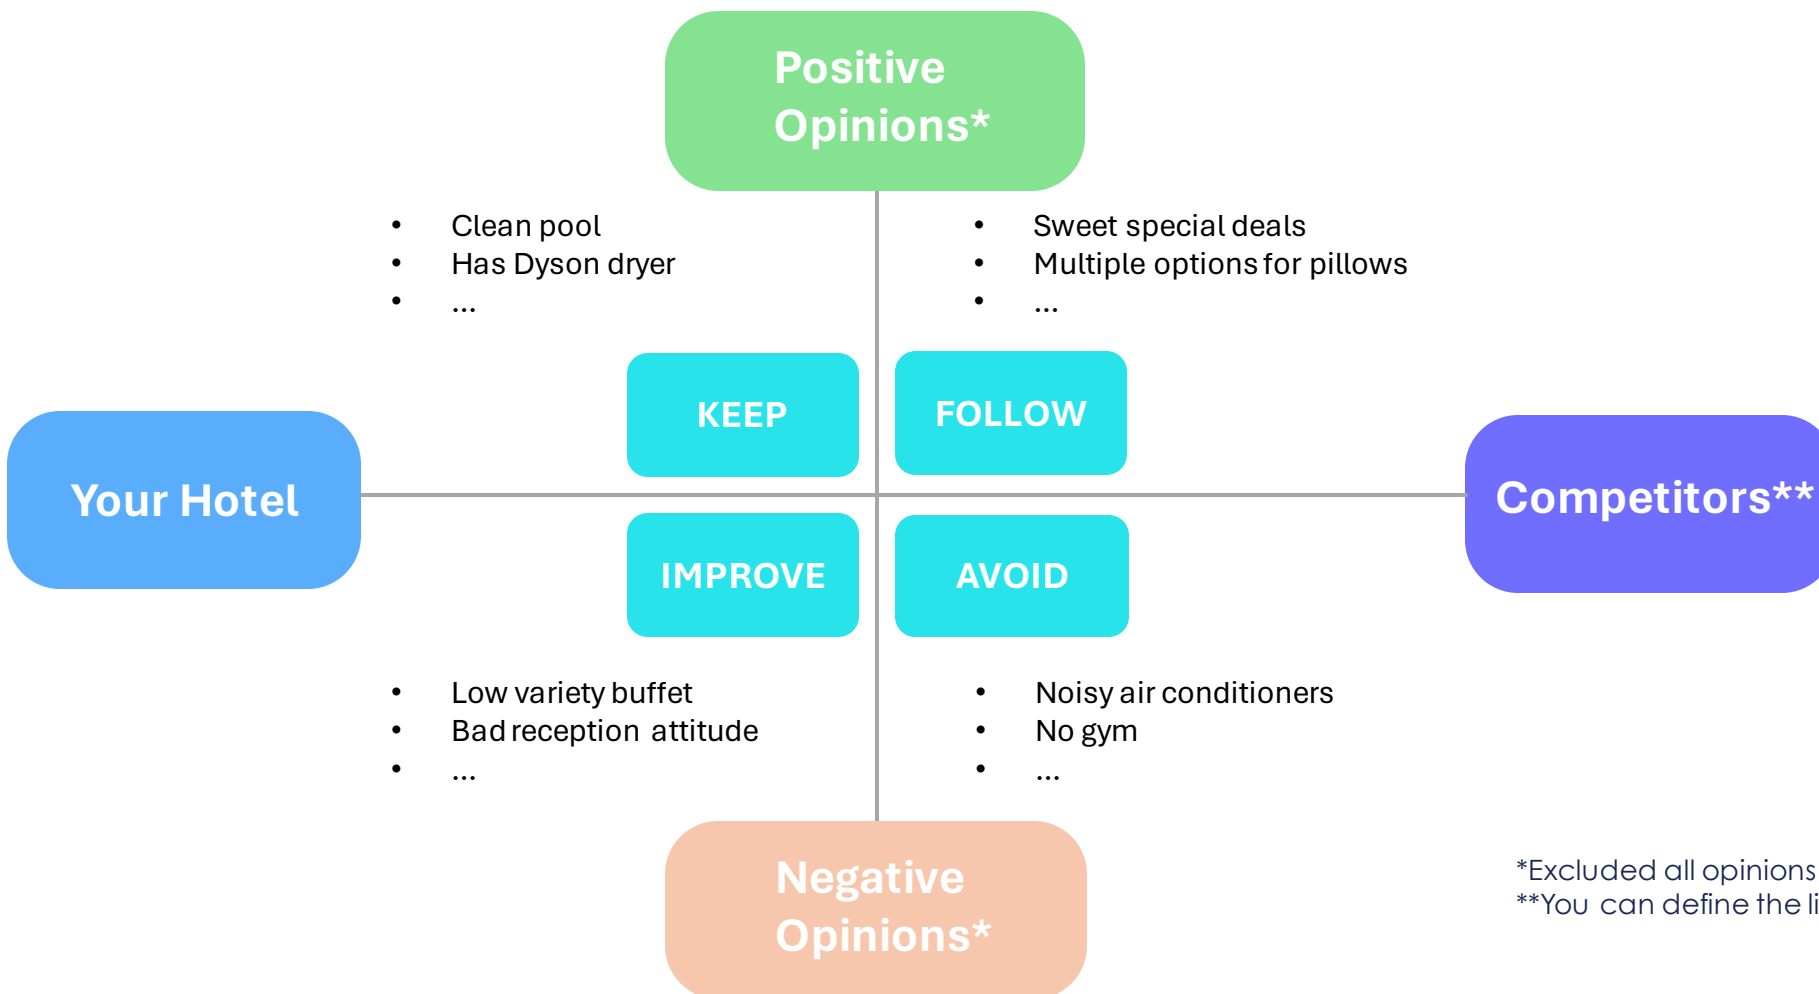 Positive
Opinions*
• Clean pool
• Has Dyson dryer
• ...
• Sweet special deals
• Multiple options for pillows
• ...
KEEP
FOLLOW
Your Hotel
Competitors**
IMPROVE
AVOID
• Low variety buffet
• Bad reception attitude
• ...
• Noisy air conditioners
• No gym
• ...
Negative
Opinions*
*Excluded all opinions
**You can define the